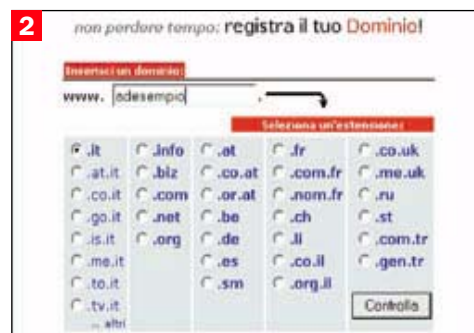 2
non perdere tempo: registra il tuo Dominio!
Inserisci un dominio:
www. adesempio .
Seleziona un'estensione:
.it .info .at .fr .co.uk
.at.it .biz .co.at .com.fr .me.uk
.co.it .com .or.at .nom.fr .ru
.go.it .net .be .ch .st
.is.it .org .de .li .com.tr
.me.it .es .co.il .gen.tr
.to.it .sm .org.il
.tv.it Controlla
... altri